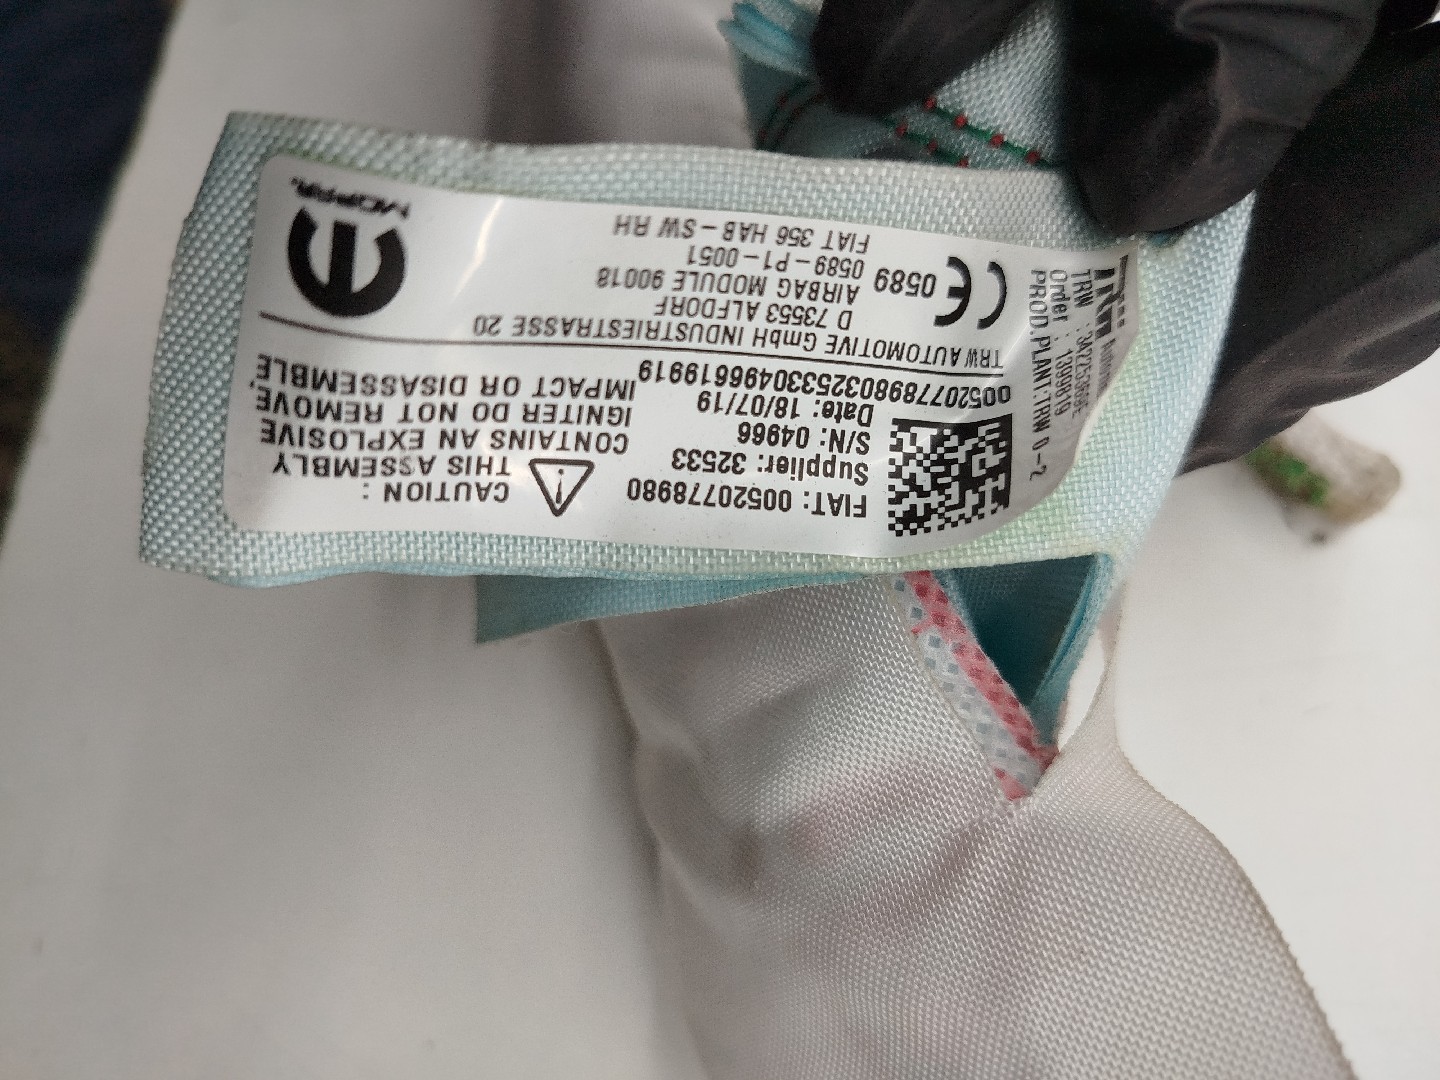 FIAT: 00520778980
Supplier: 32533
S/N: 04966
Date: 18/07/19
00520778980325330496619919
CAUTION :
THIS ASSEMBLY
CONTAINS AN EXPLOSIVE
IGNITER DO NOT REMOVE,
IMPACT OR DISASSEMBLE
TRW AUTOMOTIVE GmbH INDUSTRIESTRASSE 20
D 73553 ALFDORF
AIRBAG MODULE 90018
CE 0589 0589-P1-0051
FIAT 356 HAB-SW RH
MOPAR.
TRW :
Order :
PROD.PLANT:TRW 0-2